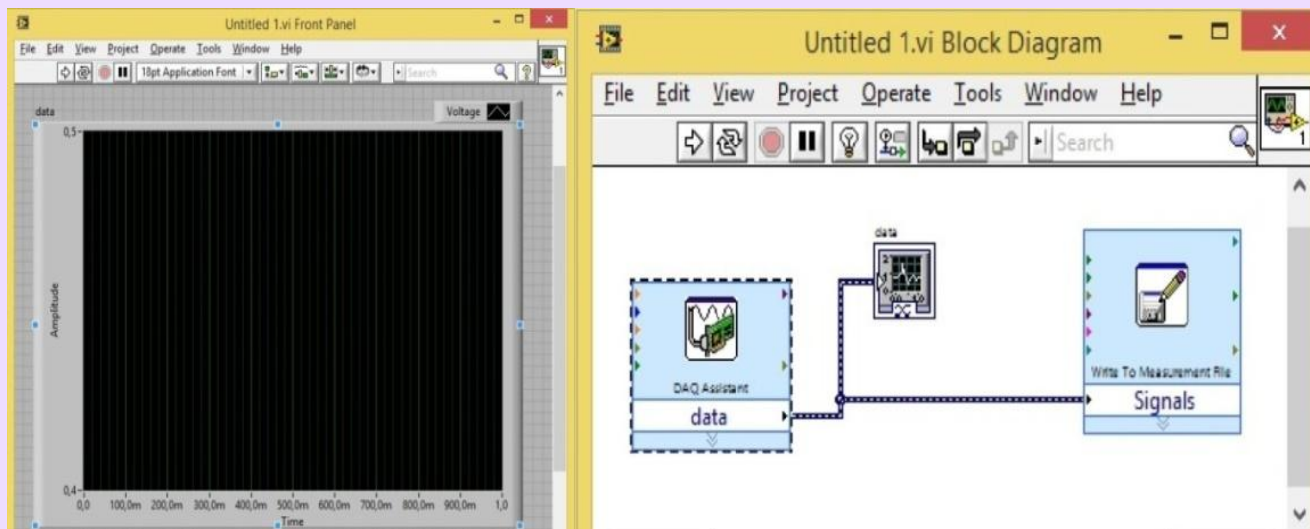 Untitled 1.vi Front Panel
File Edit View Project Operate Tools Window Help
18pt Application Font
Search
1
data
Voltage
0,5
Amplitude
0,4
0,0 100,0m 200,0m 300,0m 400,0m 500,0m 600,0m 700,0m 800,0m 900,0m 1,0
Time
Untitled 1.vi Block Diagram
File Edit View Project Operate Tools Window Help
Search
1
data
DAQ Assistant
data
Write To Measurement File
Signals